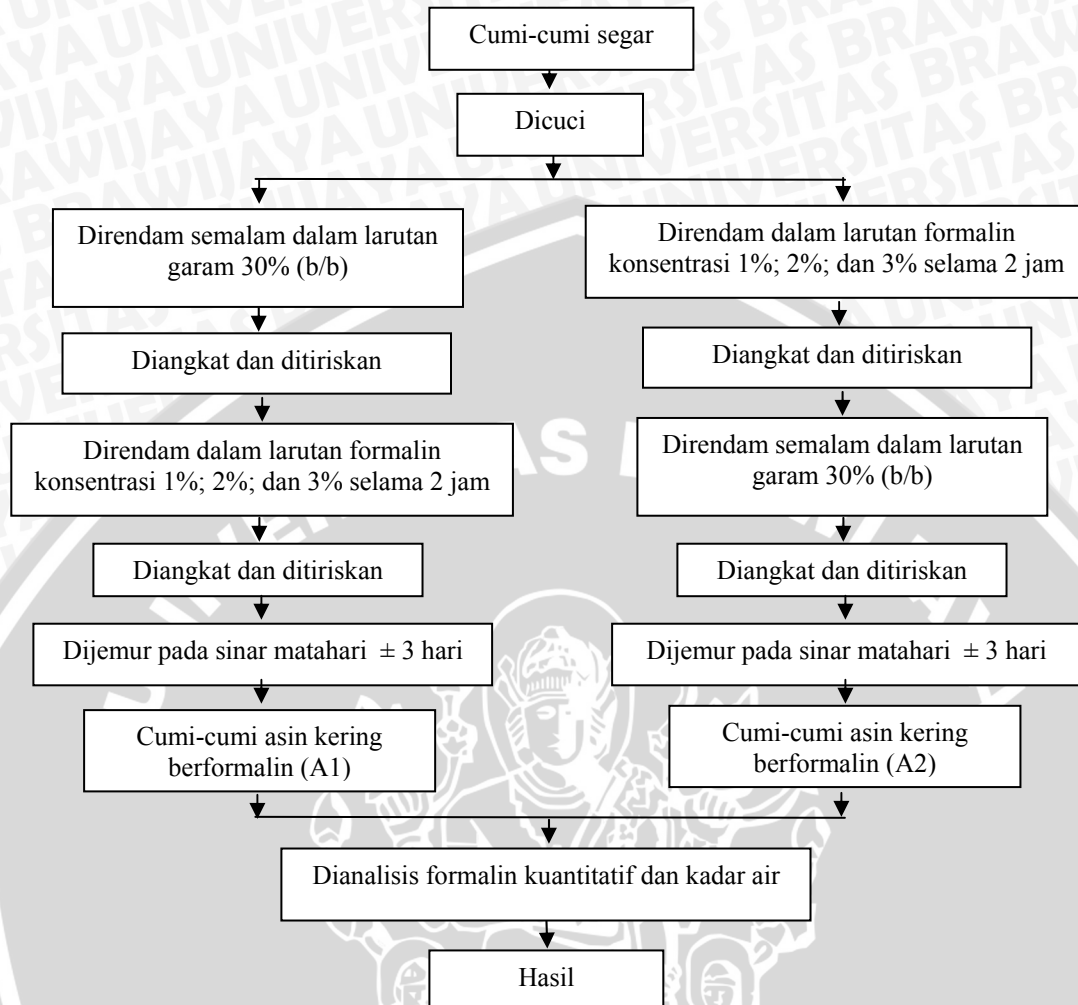 Cumi-cumi segar
Dicuci
Direndam semalam dalam larutan
garam 30% (b/b)
Diangkat dan ditiriskan
Direndam dalam larutan formalin
konsentrasi 1%; 2%; dan 3% selama 2 jam
Diangkat dan ditiriskan
Dijemur pada sinar matahari ± 3 hari
Cumi-cumi asin kering
berformalin (A1)
Direndam dalam larutan formalin
konsentrasi 1%; 2%; dan 3% selama 2 jam
Diangkat dan ditiriskan
Direndam semalam dalam larutan
garam 30% (b/b)
Diangkat dan ditiriskan
Dijemur pada sinar matahari ± 3 hari
Cumi-cumi asin kering
berformalin (A2)
Dianalisis formalin kuantitatif dan kadar air
Hasil